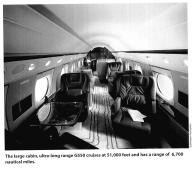 The large cabin, ultra-long range G550 cruises at 51,000 feet and has a range of 6,700
nautical miles.